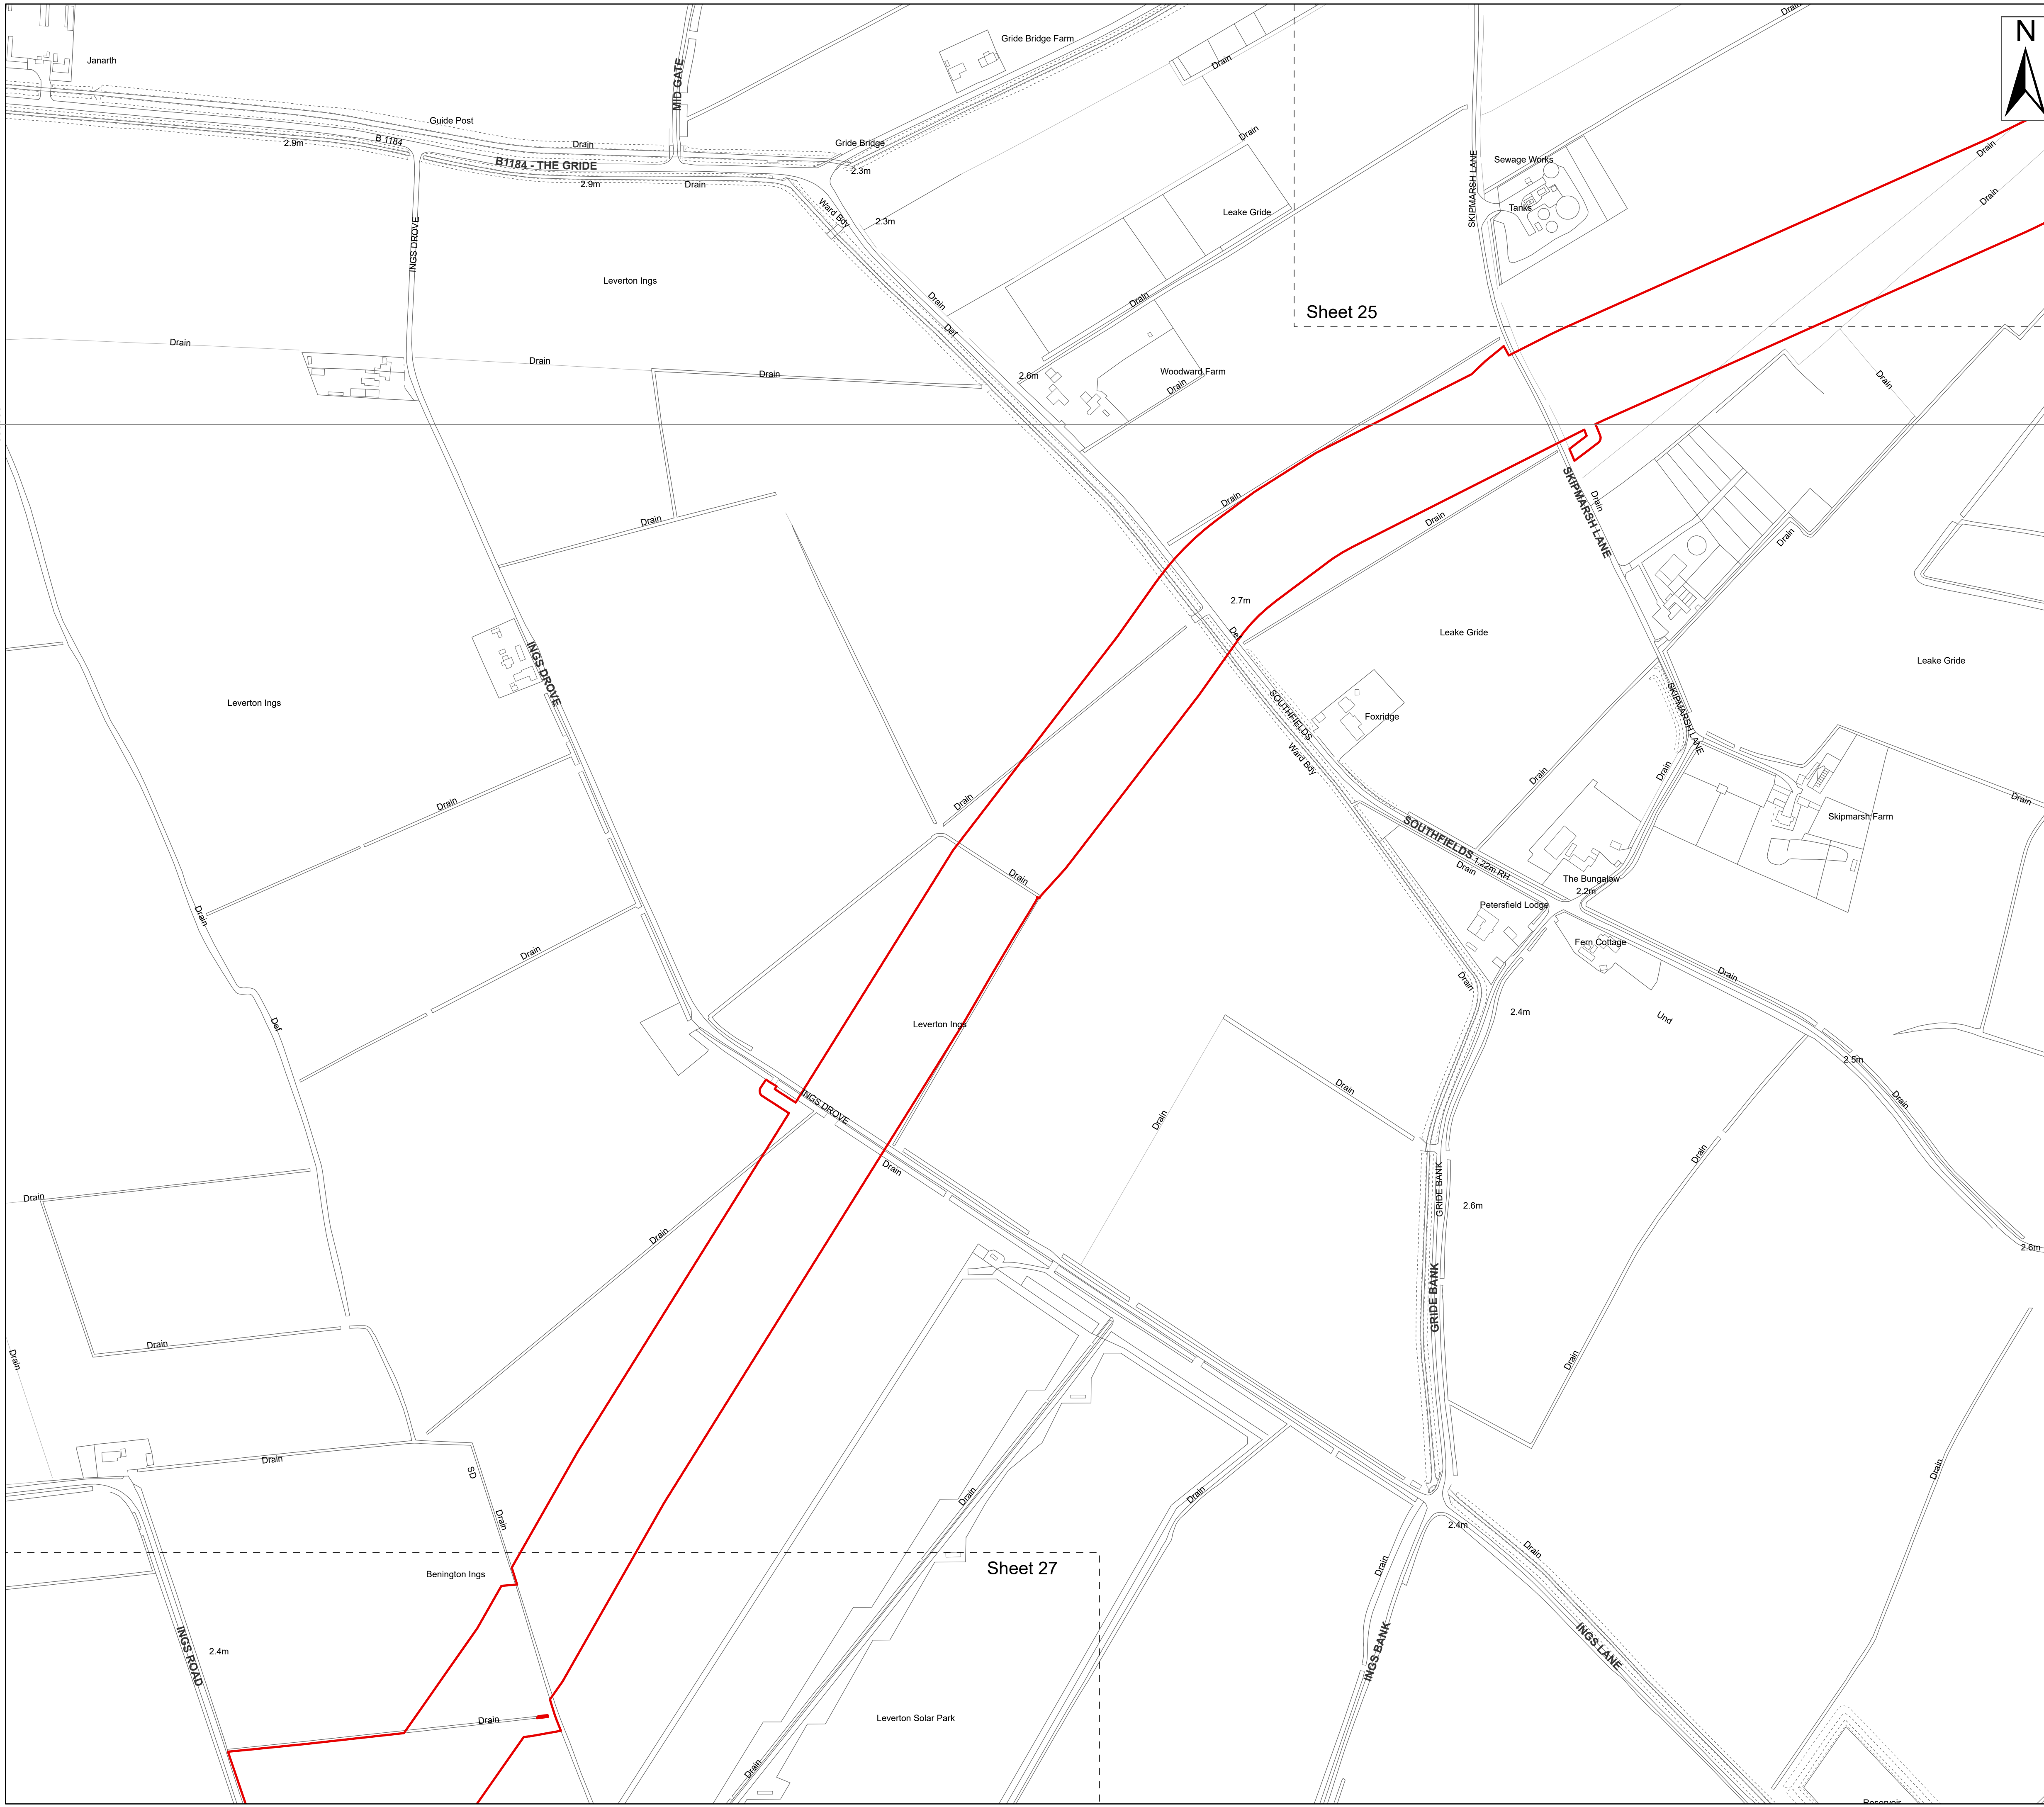 Drain
N
Gride Bridge Farm
Janarth
Drain
MID GATE
Guide Post
Drain
B 1184
2.9m
Drain
Gride Bridge
Drain
B1184 - THE GRIDE
2.3m
Sewage Works
SKIPMARSH LANE
2.9m
Drain
Drain
Ward Bdy
Leake Gride
Tanks
2.3m
INGS DROVE
Leverton Ings
Drain
Drain
Sheet 25
Def
Drain
Drain
Drain
2.6m
Woodward Farm
Drain
Drain
Drain
Drain
SKIPMARSH LANE
Drain
Drain
Drain
2.7m
Def
Leake Gride
INGS DROVE
Leake Gride
Leverton Ings
SOUTHFIELDS
Foxridge
SKIPMARSH LANE
Ward Bdy
Drain
Drain
Drain
Drain
Drain
Skipmarsh Farm
SOUTHFIELDS
1.22m RH
Drain
Drain
The Bungalow
2.2m
Petersfield Lodge
Drain
Fern Cottage
Drain
Drain
Drain
2.4m
Und
Leverton Ings
Def
2.5m
Drain
Drain
INGS DROVE
Drain
Drain
Drain
Drain
GRIDE BANK
Drain
2.6m
Drain
2.6m
GRIDE BANK
Drain
Drain
Drain
Drain
SD
Drain
Drain
Drain
Drain
2.4m
Drain
Drain
Sheet 27
Benington Ings
INGS ROAD
2.4m
INGS BANK
INGS LANE
Drain
Leverton Solar Park
Drain
Reservoir